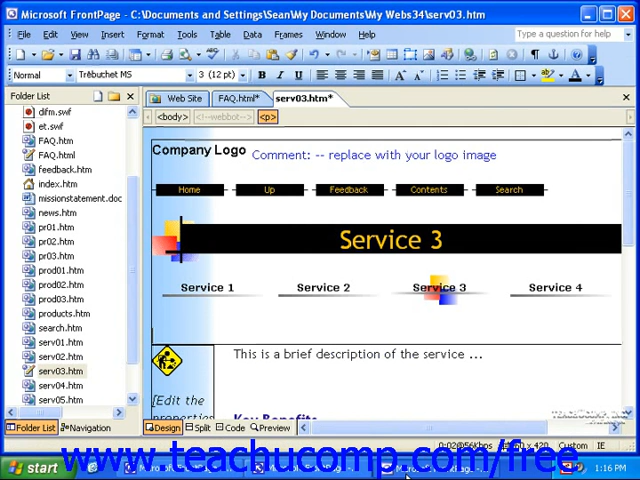 Microsoft FrontPage - C:\Documents and Settings\Sean\My Documents\My Webs34\serv03.htm
File Edit View Insert Format Tools Table Data Frames Window Help Type a question for help
Normal Trebuchet MS 3 (12 pt) B I U
Folder List Web Site FAQ.html* serv03.htm*
<body> <!--webbot--> <p>
difm.swf
et.swf
FAQ.htm
FAQ.html
feedback.htm
index.htm
missionstatement.doc
news.htm
pr01.htm
pr02.htm
pr03.htm
prod01.htm
prod02.htm
prod03.htm
products.htm
search.htm
serv01.htm
serv02.htm
serv03.htm
serv04.htm
serv05.htm
Company Logo Comment: -- replace with your logo image
Home Up Feedback Contents Search
Service 3
Service 1 Service 2 Service 3 Service 4
This is a brief description of the service ...
[Edit the
properties
Key Benefits
Folder List Navigation Design Split Code Preview
0:02@56Kbps Custom IE
start 1:16 PM
www.teachucomp.com/free